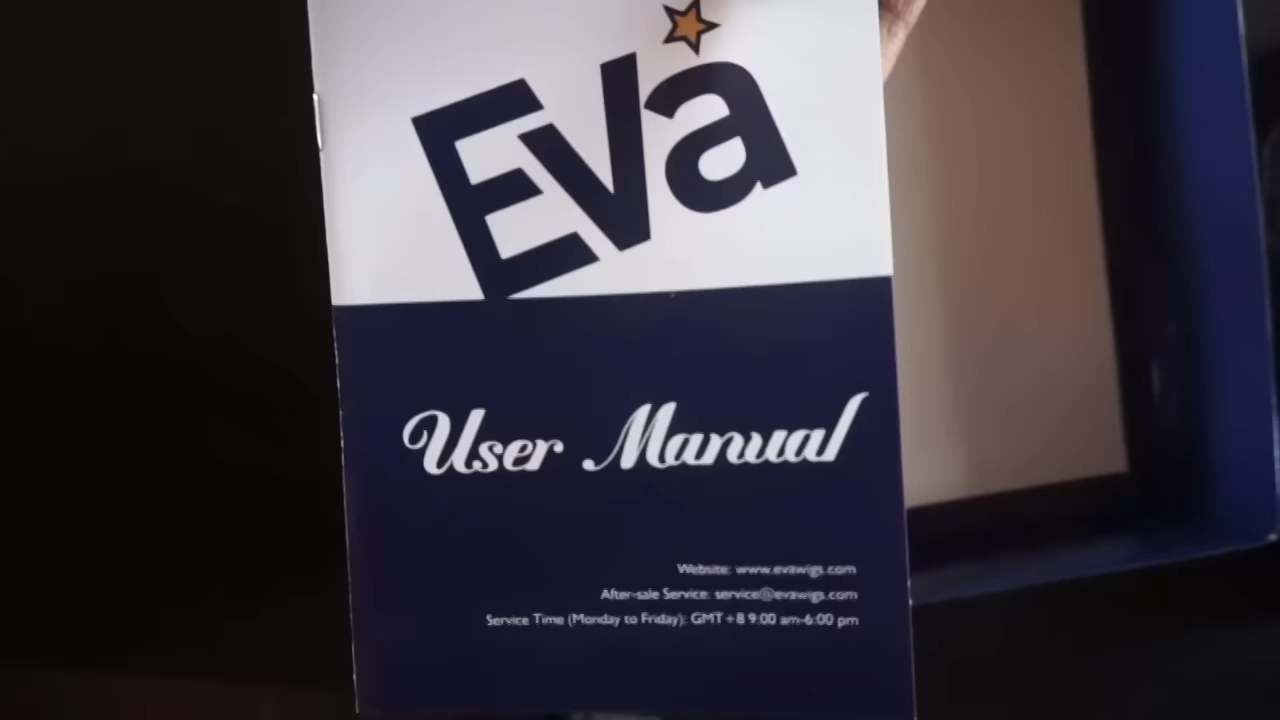 Eva
User Manual
Website: www.evawigs.com
After-sale Service: service@evawigs.com
Service Time (Monday to Friday): GMT+8 9:00 am-6:00 pm